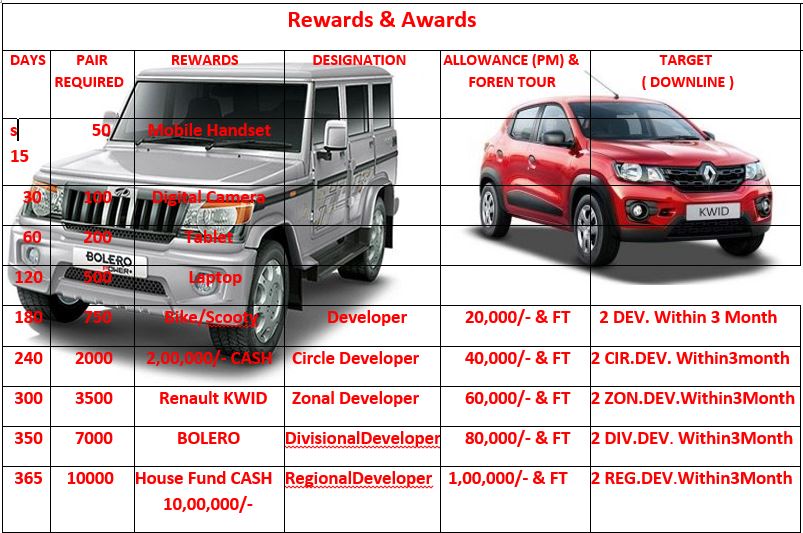 Rewards & Awards
DAYS PAIR REQUIRED REWARDS DESIGNATION ALLOWANCE (PM) & FOREN TOUR TARGET ( DOWNLINE )
s 15 50 Mobile Handset
30 100 Digital Camera
60 200 Tablet
120 500 Laptop
180 750 Bike/Scooty Developer 20,000/- & FT 2 DEV. Within 3 Month
240 2000 2,00,000/- CASH Circle Developer 40,000/- & FT 2 CIR.DEV. Within3month
300 3500 Renault KWID Zonal Developer 60,000/- & FT 2 ZON.DEV.Within3Month
350 7000 BOLERO DivisionalDeveloper 80,000/- & FT 2 DIV.DEV. Within3Month
365 10000 House Fund CASH 10,00,000/- RegionalDeveloper 1,00,000/- & FT 2 REG.DEV.Within3Month
BOLERO
POWER+
KWID